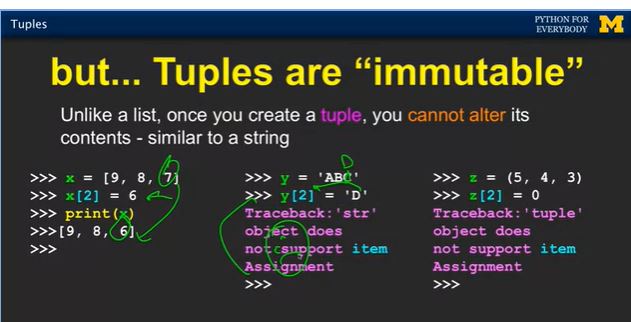 Tuples
PYTHON FOR
EVERYBODY
M
but... Tuples are “immutable”
Unlike a list, once you create a tuple, you cannot alter its
contents - similar to a string
>>> x = [9, 8, 7]
>>> x[2] = 6
>>> print(x)
>>>[9, 8, 6]
>>>
D
>>> y = 'ABC'
>>> y[2] = 'D'
Traceback:'str'
object does
not support item
Assignment
>>>
>>> z = (5, 4, 3)
>>> z[2] = 0
Traceback:'tuple'
object does
not support item
Assignment
>>>